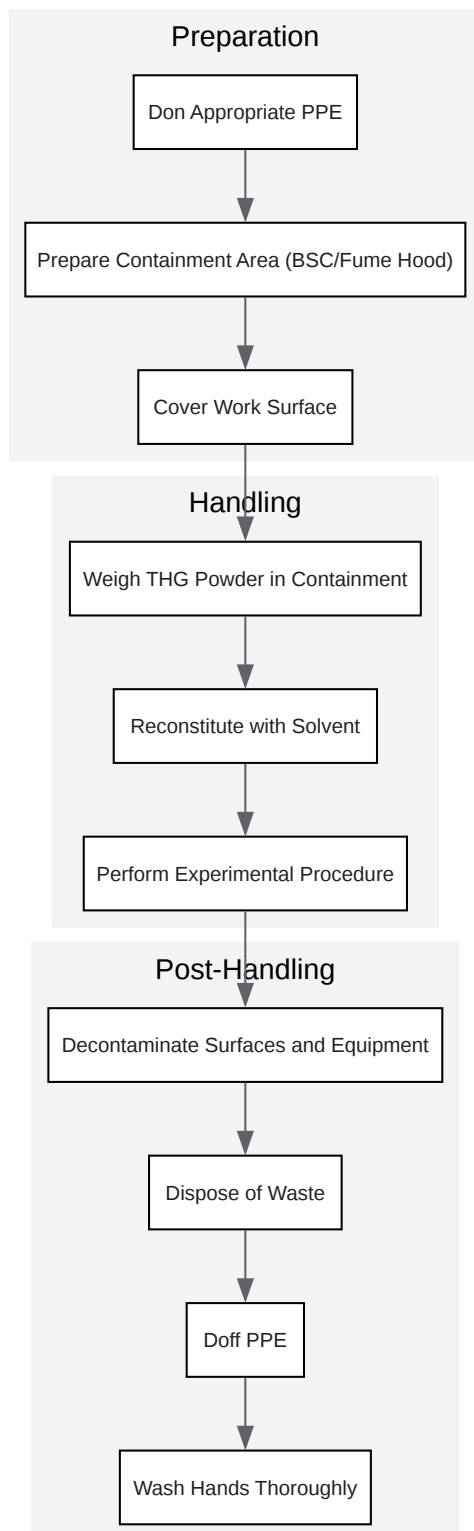 Preparation
Don Appropriate PPE
Prepare Containment Area (BSC/Fume Hood)
Cover Work Surface
Handling
Weigh THG Powder in Containment
Reconstitute with Solvent
Perform Experimental Procedure
Post-Handling
Decontaminate Surfaces and Equipment
Dispose of Waste
Doff PPE
Wash Hands Thoroughly